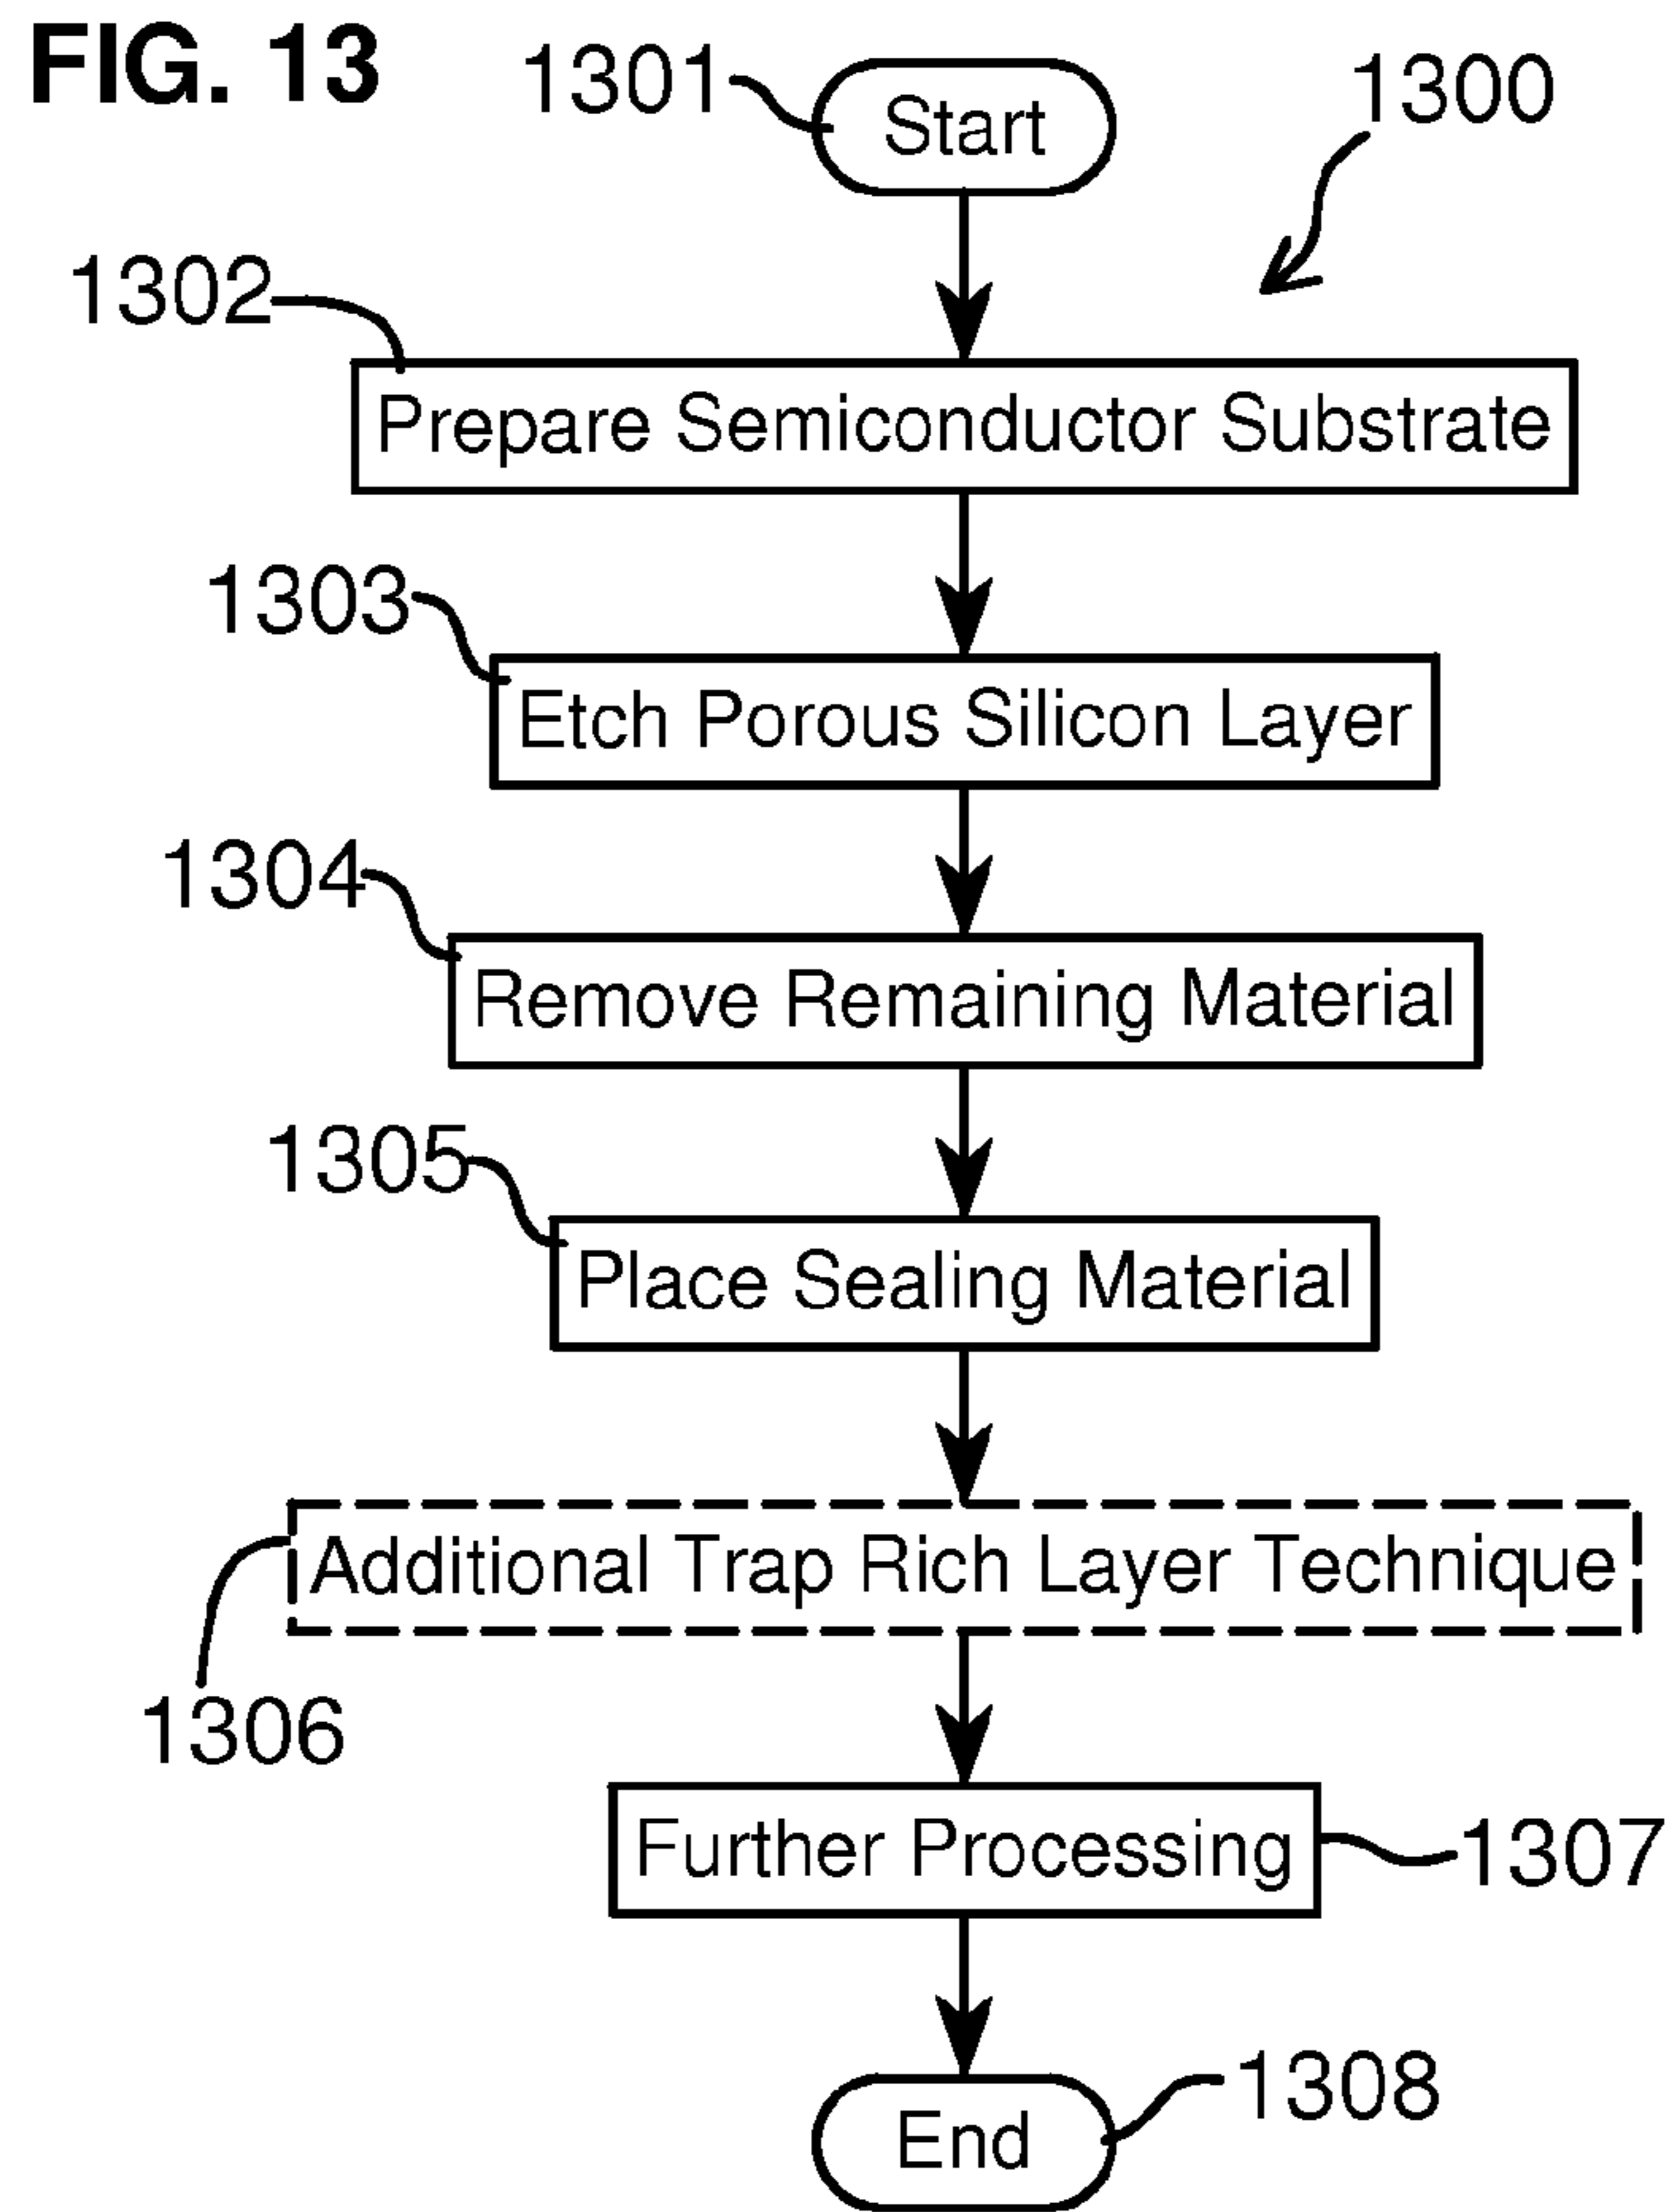 FIG. 13
1301
Start
1300
1302
Prepare Semiconductor Substrate
1303
Etch Porous Silicon Layer
1304
Remove Remaining Material
1305
Place Sealing Material
Additional Trap Rich Layer Technique
1306
Further Processing
1307
1308
End